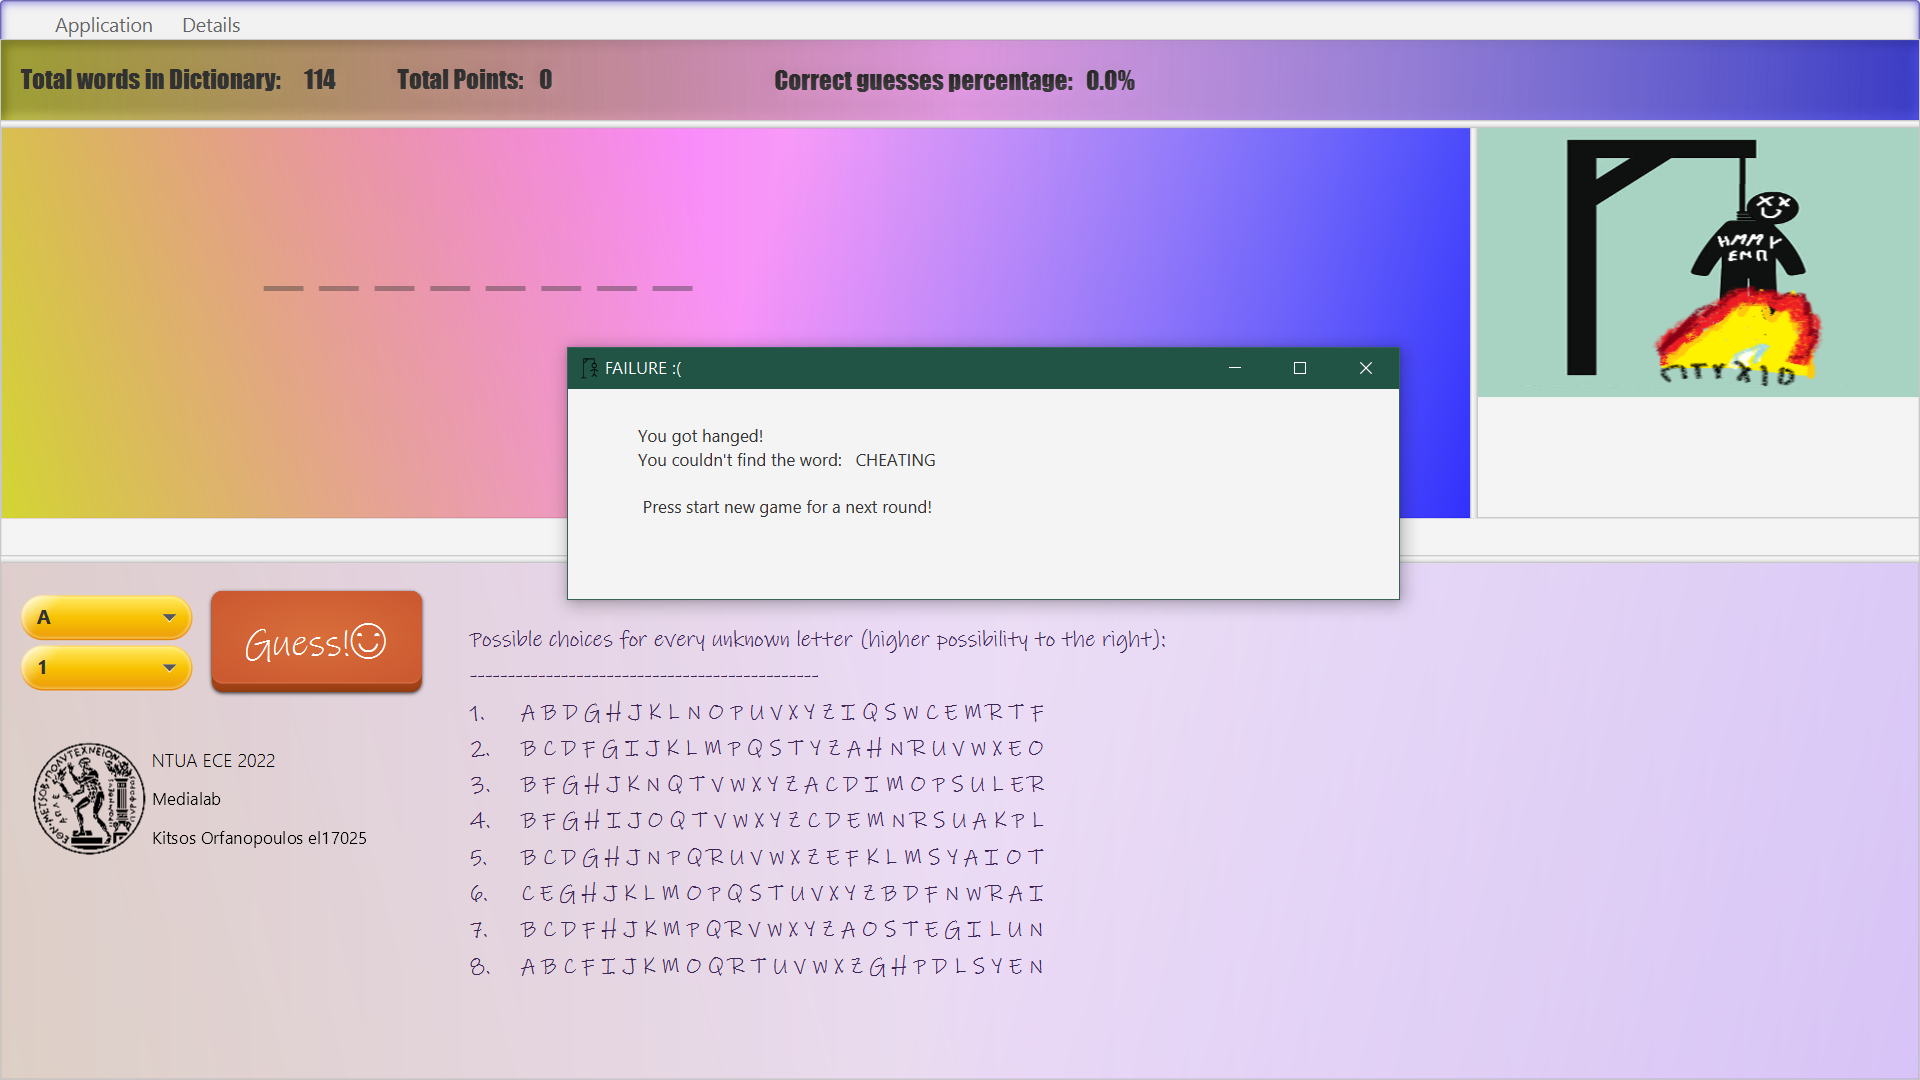 Application Details
Total words in Dictionary: 114 Total Points: 0 Correct guesses percentage: 0.0%
HMMY
ΕΜΠ
FAILURE :(
You got hanged!
You couldn't find the word: CHEATING
Press start new game for a next round!
A
1
Guess!
Possible choices for every unknown letter (higher possibility to the right):
----------------------------------------------
1. A B D G H J K L N O P U V X Y Z I Q S W C E M R T F
2. B C D F G I J K L M P Q S T Y Z A H N R U V W X E O
3. B F G H J K N Q T V W X Y Z A C D I M O P S U L E R
4. B F G H I J O Q T V W X Y Z C D E M N R S U A K P L
5. B C D G H J N P Q R U V W X Z E F K L M S Y A I O T
6. C E G H J K L M O P Q S T U V X Y Z B D F N W R A I
7. B C D F H J K M P Q R V W X Y Z A O S T E G I L U N
8. A B C F I J K M O Q R T U V W X Z G H P D L S Y E N
NTUA ECE 2022
Medialab
Kitsos Orfanopoulos el17025